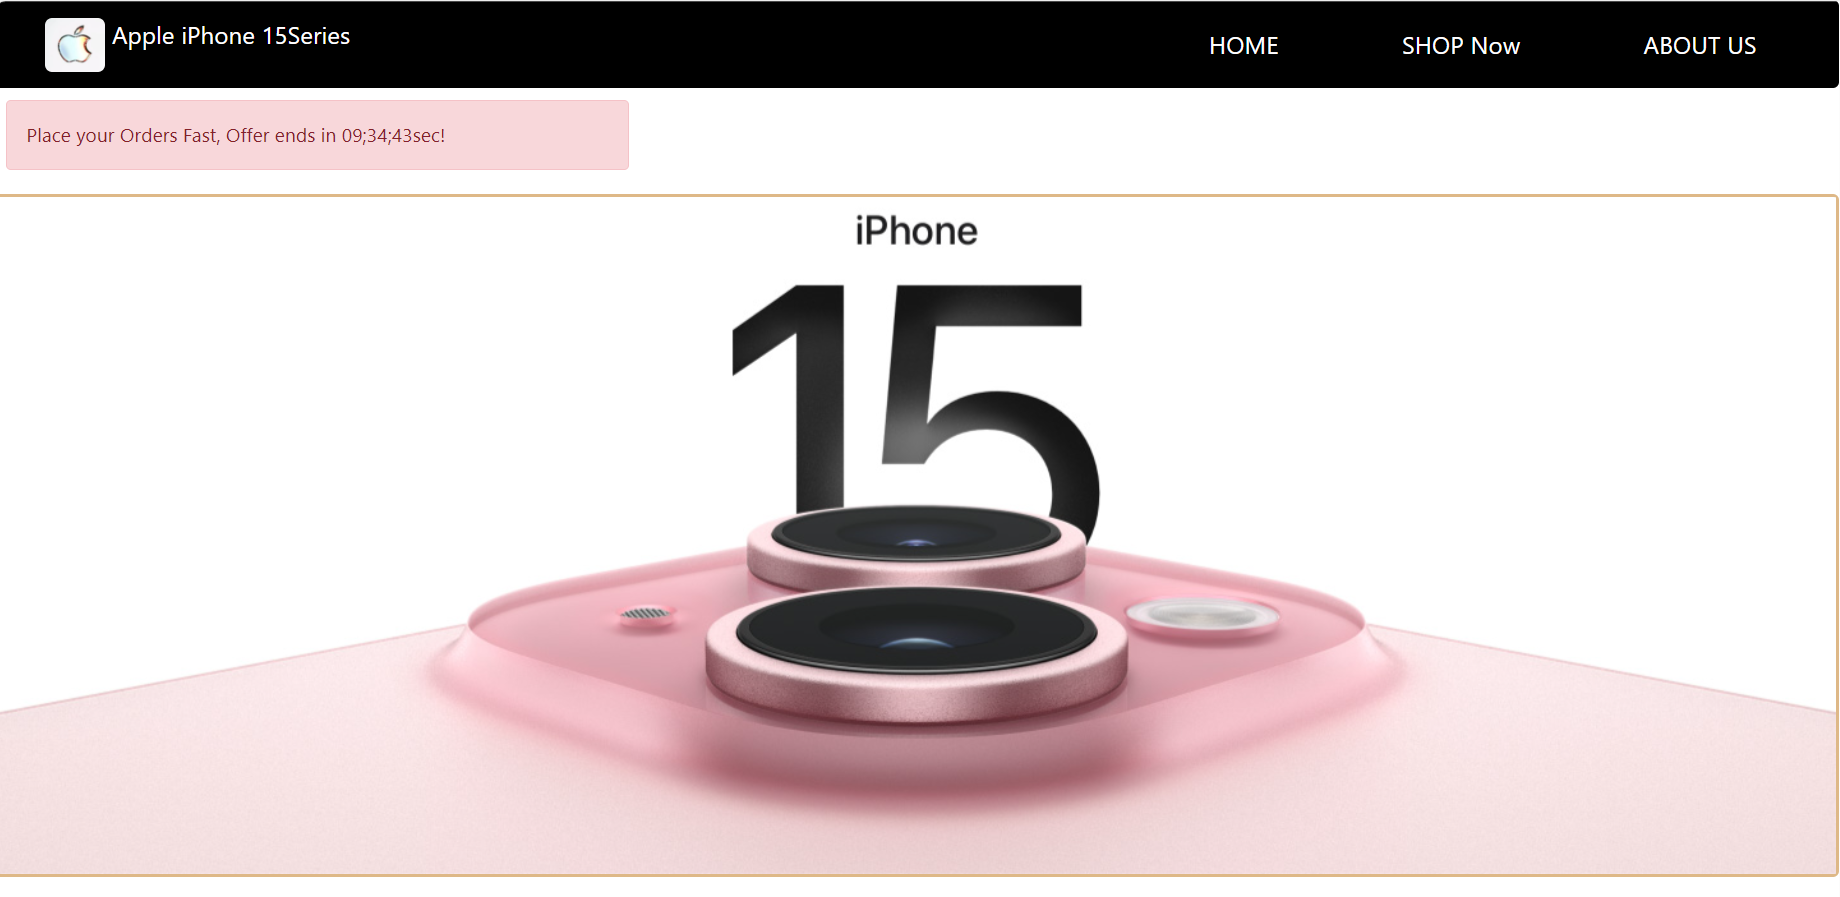 Apple iPhone 15Series
HOME
SHOP Now
ABOUT US
Place your Orders Fast, Offer ends in 09;34;43sec!
iPhone
15